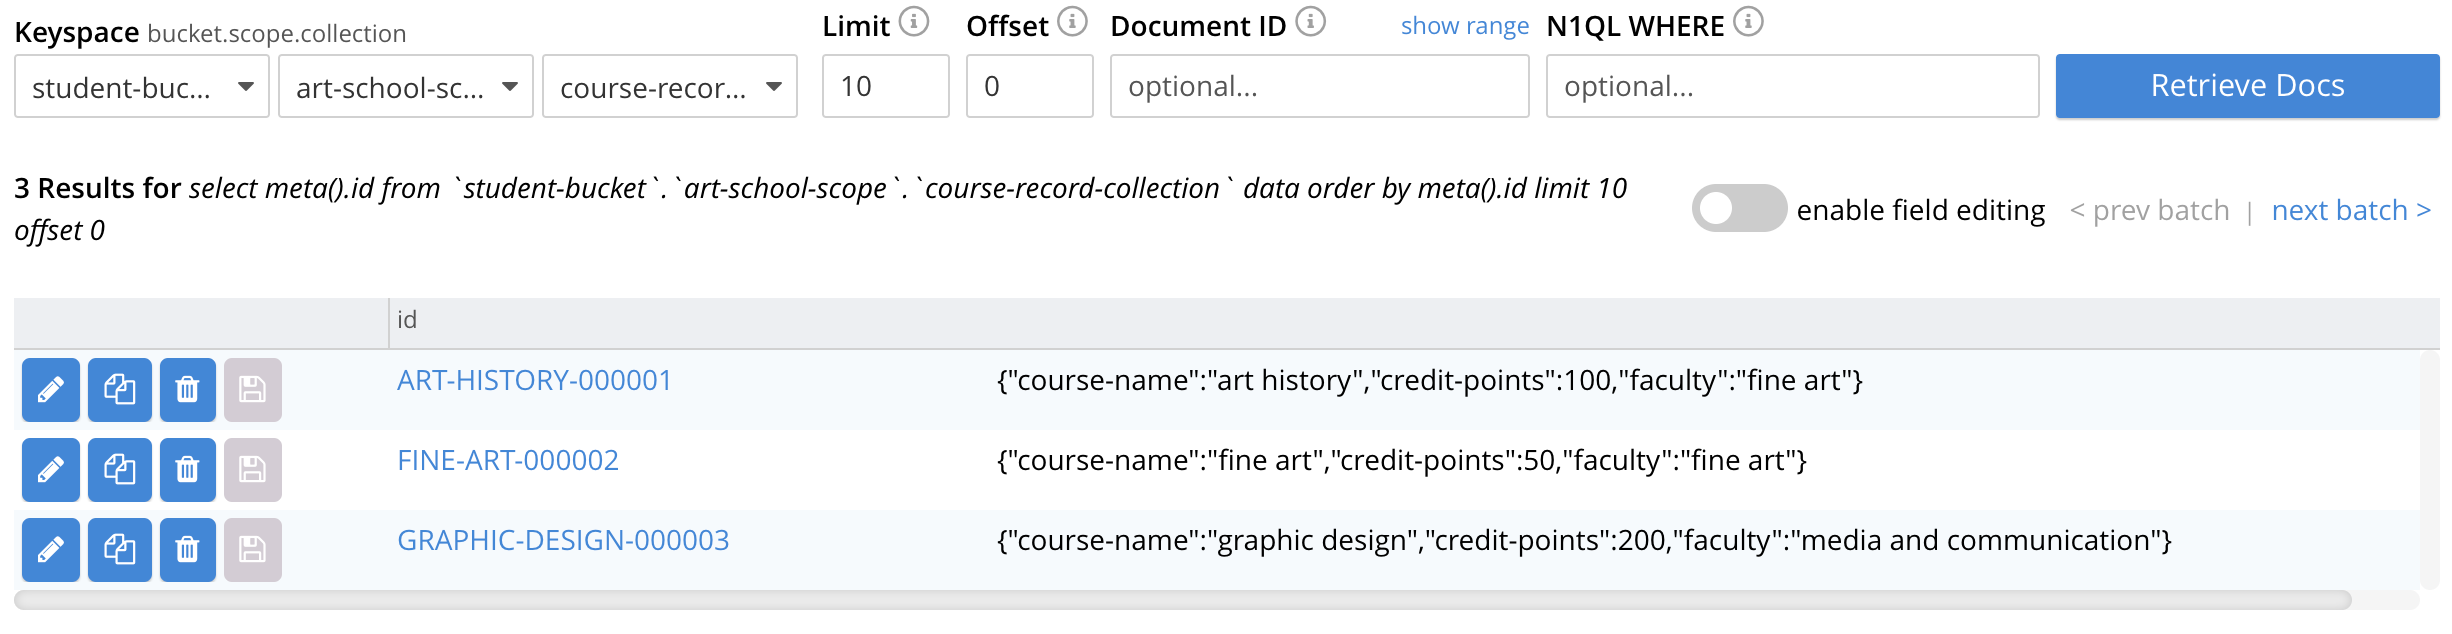 Keyspace bucket.scope.collection Limit Offset Document ID show range N1QL WHERE
student-buc... art-school-sc... course-recor... 10 0 optional... optional... Retrieve Docs
3 Results for select meta().id from `student-bucket`.`art-school-scope`.`course-record-collection` data order by meta().id limit 10
offset 0
enable field editing < prev batch | next batch >
id
ART-HISTORY-000001 {"course-name":"art history","credit-points":100,"faculty":"fine art"}
FINE-ART-000002 {"course-name":"fine art","credit-points":50,"faculty":"fine art"}
GRAPHIC-DESIGN-000003 {"course-name":"graphic design","credit-points":200,"faculty":"media and communication"}